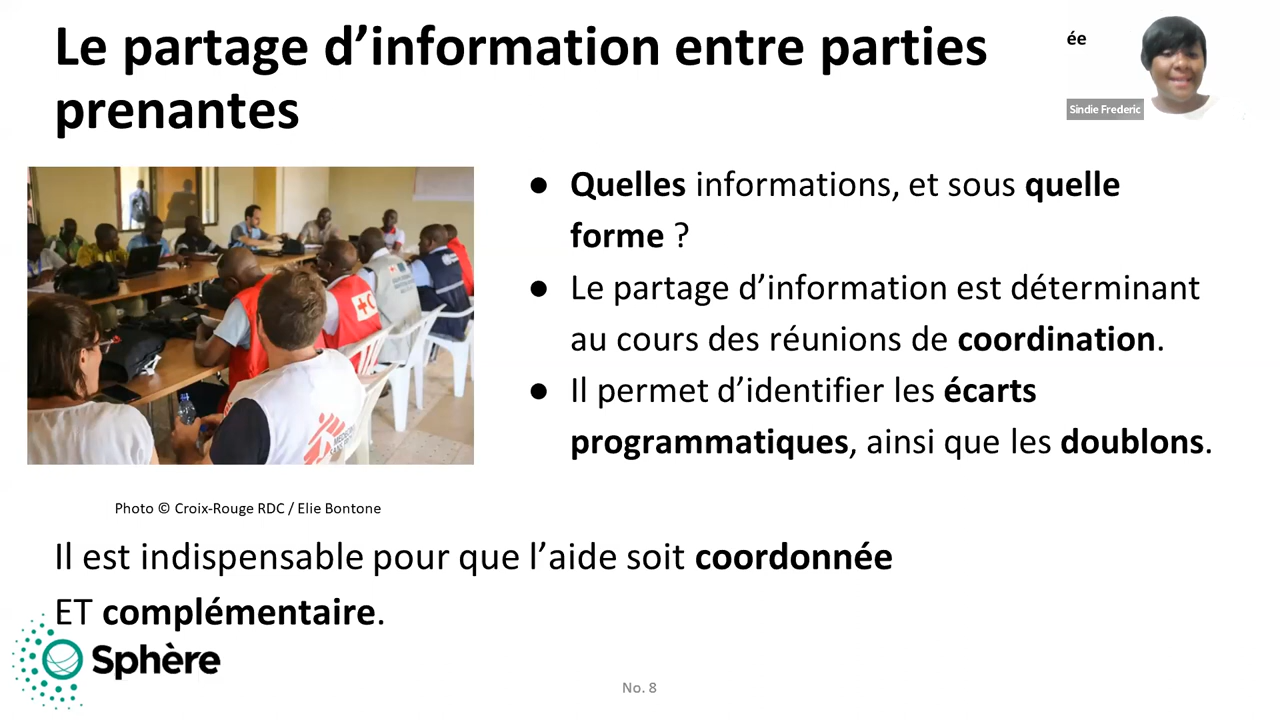 Le partage d’information entre parties
prenantes
ée
Sindie Frederic
● Quelles informations, et sous quelle
forme ?
● Le partage d’information est déterminant
au cours des réunions de coordination.
● Il permet d’identifier les écarts
programmatiques, ainsi que les doublons.
Photo © Croix-Rouge RDC / Elie Bontone
Il est indispensable pour que l’aide soit coordonnée
ET complémentaire.
Sphère
No. 8